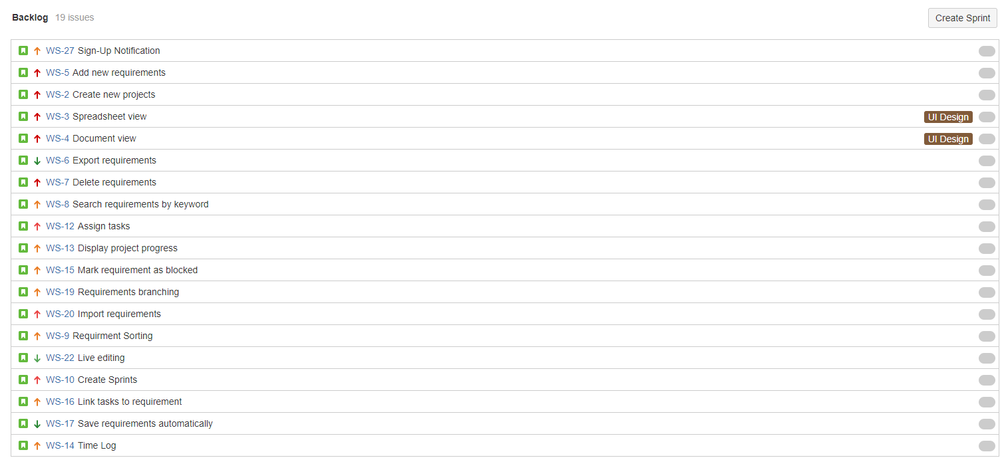 Backlog 19 issues
Create Sprint
WS-27 Sign-Up Notification
WS-5 Add new requirements
WS-2 Create new projects
WS-3 Spreadsheet view UI Design
WS-4 Document view UI Design
WS-6 Export requirements
WS-7 Delete requirements
WS-8 Search requirements by keyword
WS-12 Assign tasks
WS-13 Display project progress
WS-15 Mark requirement as blocked
WS-19 Requirements branching
WS-20 Import requirements
WS-9 Requirment Sorting
WS-22 Live editing
WS-10 Create Sprints
WS-16 Link tasks to requirement
WS-17 Save requirements automatically
WS-14 Time Log